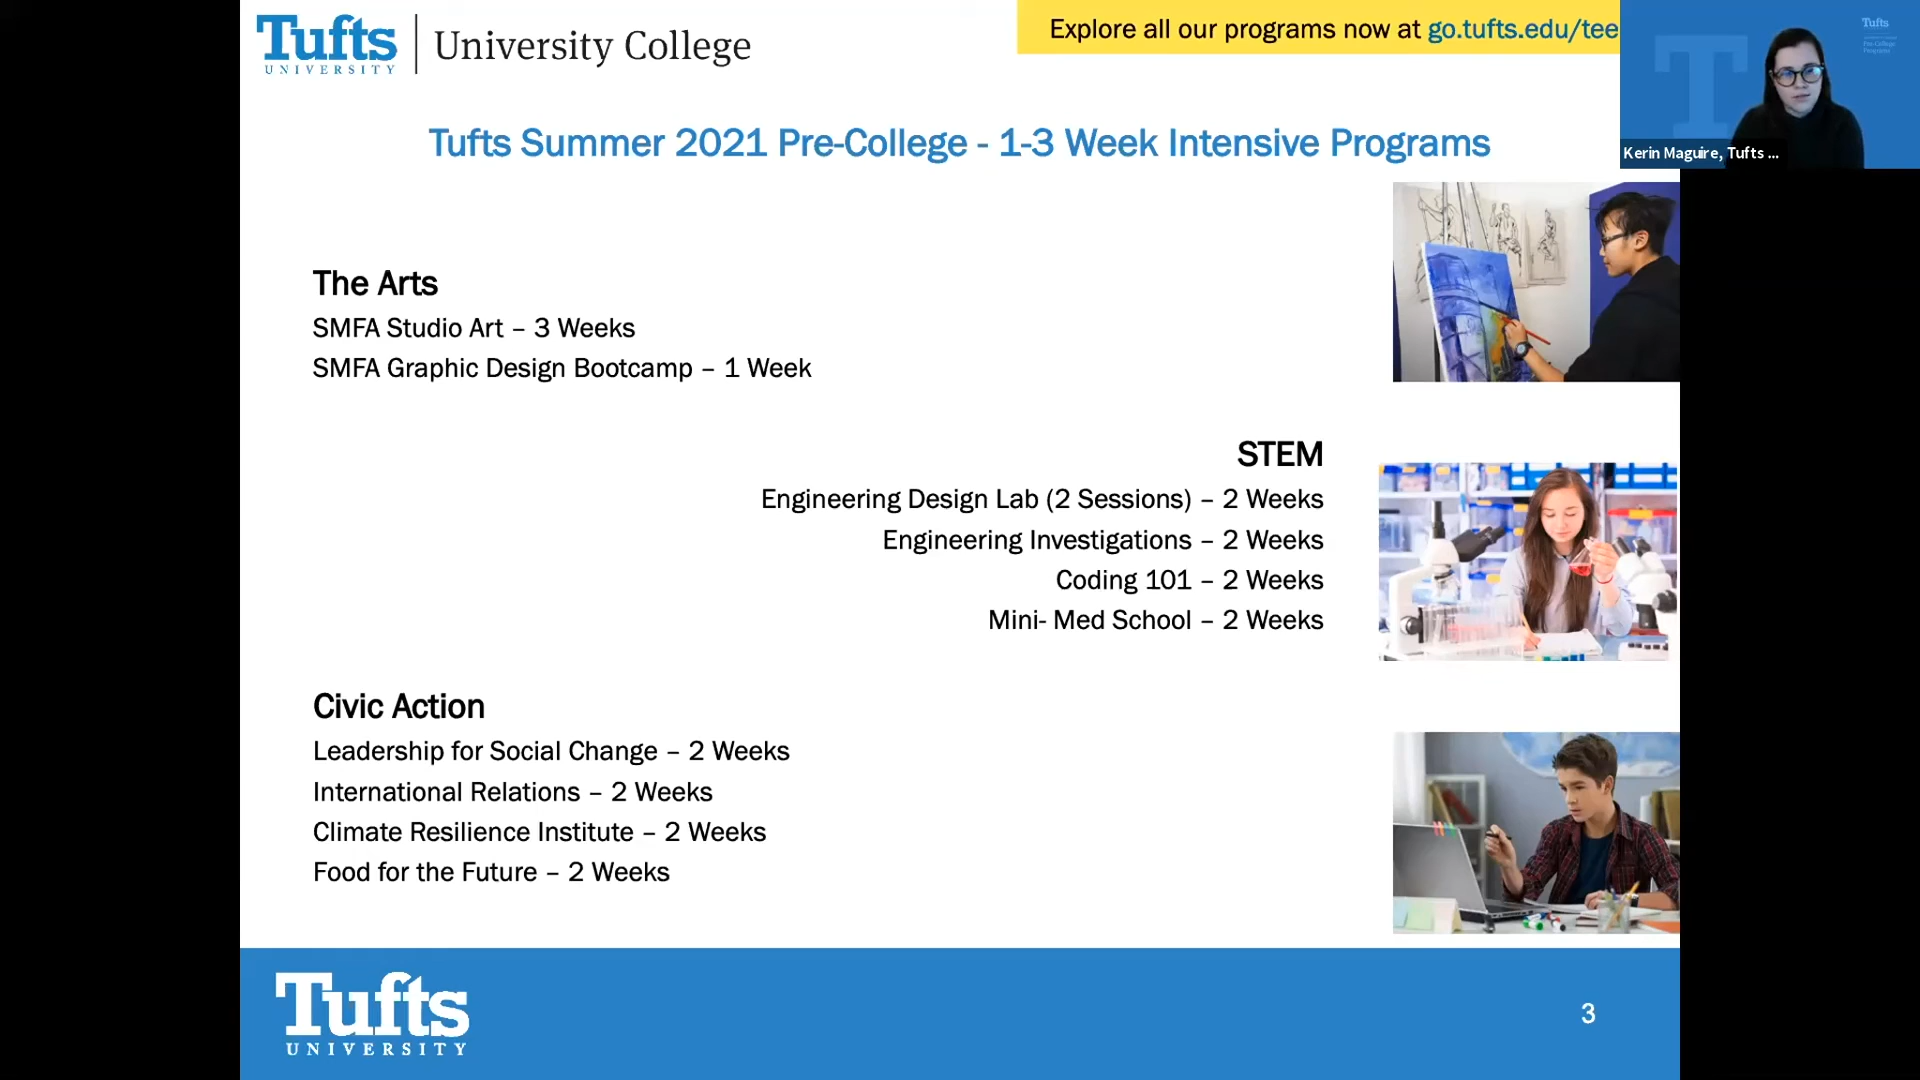 Tufts
UNIVERSITY
University College
Explore all our programs now at go.tufts.edu/tee
Tufts
Pre-College
Programs
Kerin Maguire, Tufts ...
Tufts Summer 2021 Pre-College - 1-3 Week Intensive Programs
The Arts
SMFA Studio Art – 3 Weeks
SMFA Graphic Design Bootcamp – 1 Week
STEM
Engineering Design Lab (2 Sessions) – 2 Weeks
Engineering Investigations – 2 Weeks
Coding 101 – 2 Weeks
Mini- Med School – 2 Weeks
Civic Action
Leadership for Social Change – 2 Weeks
International Relations – 2 Weeks
Climate Resilience Institute – 2 Weeks
Food for the Future – 2 Weeks
Tufts
UNIVERSITY
3